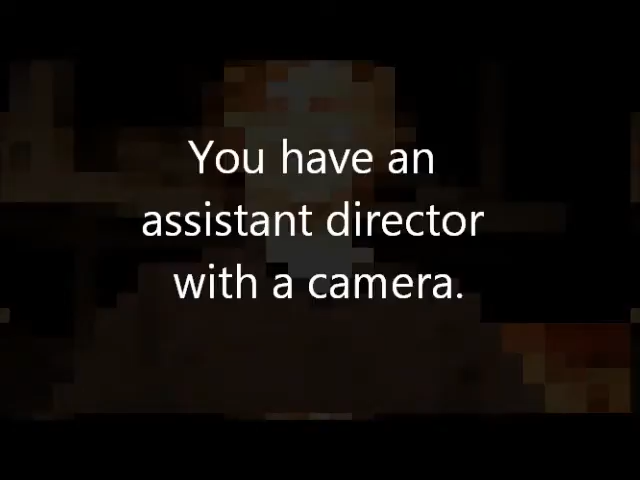 You have an
assistant director
with a camera.